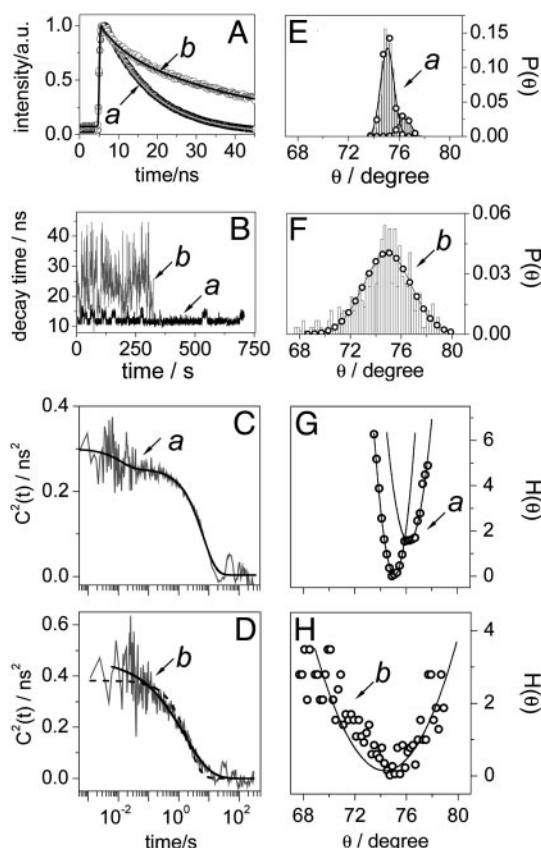 A
intensity/a.u.
1.0
0.5
0.0
b
a
0 10 20 30 40
time/ns
E
a
P(θ)
0.15
0.10
0.05
0.00
68 72 76 80
θ / degree
B
decay time / ns
40
30
20
10
b
a
0 250 500 750
time / s
F
b
P(θ)
0.06
0.03
0.00
68 72 76 80
θ / degree
C
C²(t) / ns²
0.4
0.2
0.0
a
G
a
H(θ)
6
4
2
0
68 72 76 80
D
C²(t) / ns²
0.6
0.4
0.2
0.0
b
10⁻² 10⁰ 10²
time/s
H
b
H(θ)
4
2
0
68 72 76 80
θ / degree